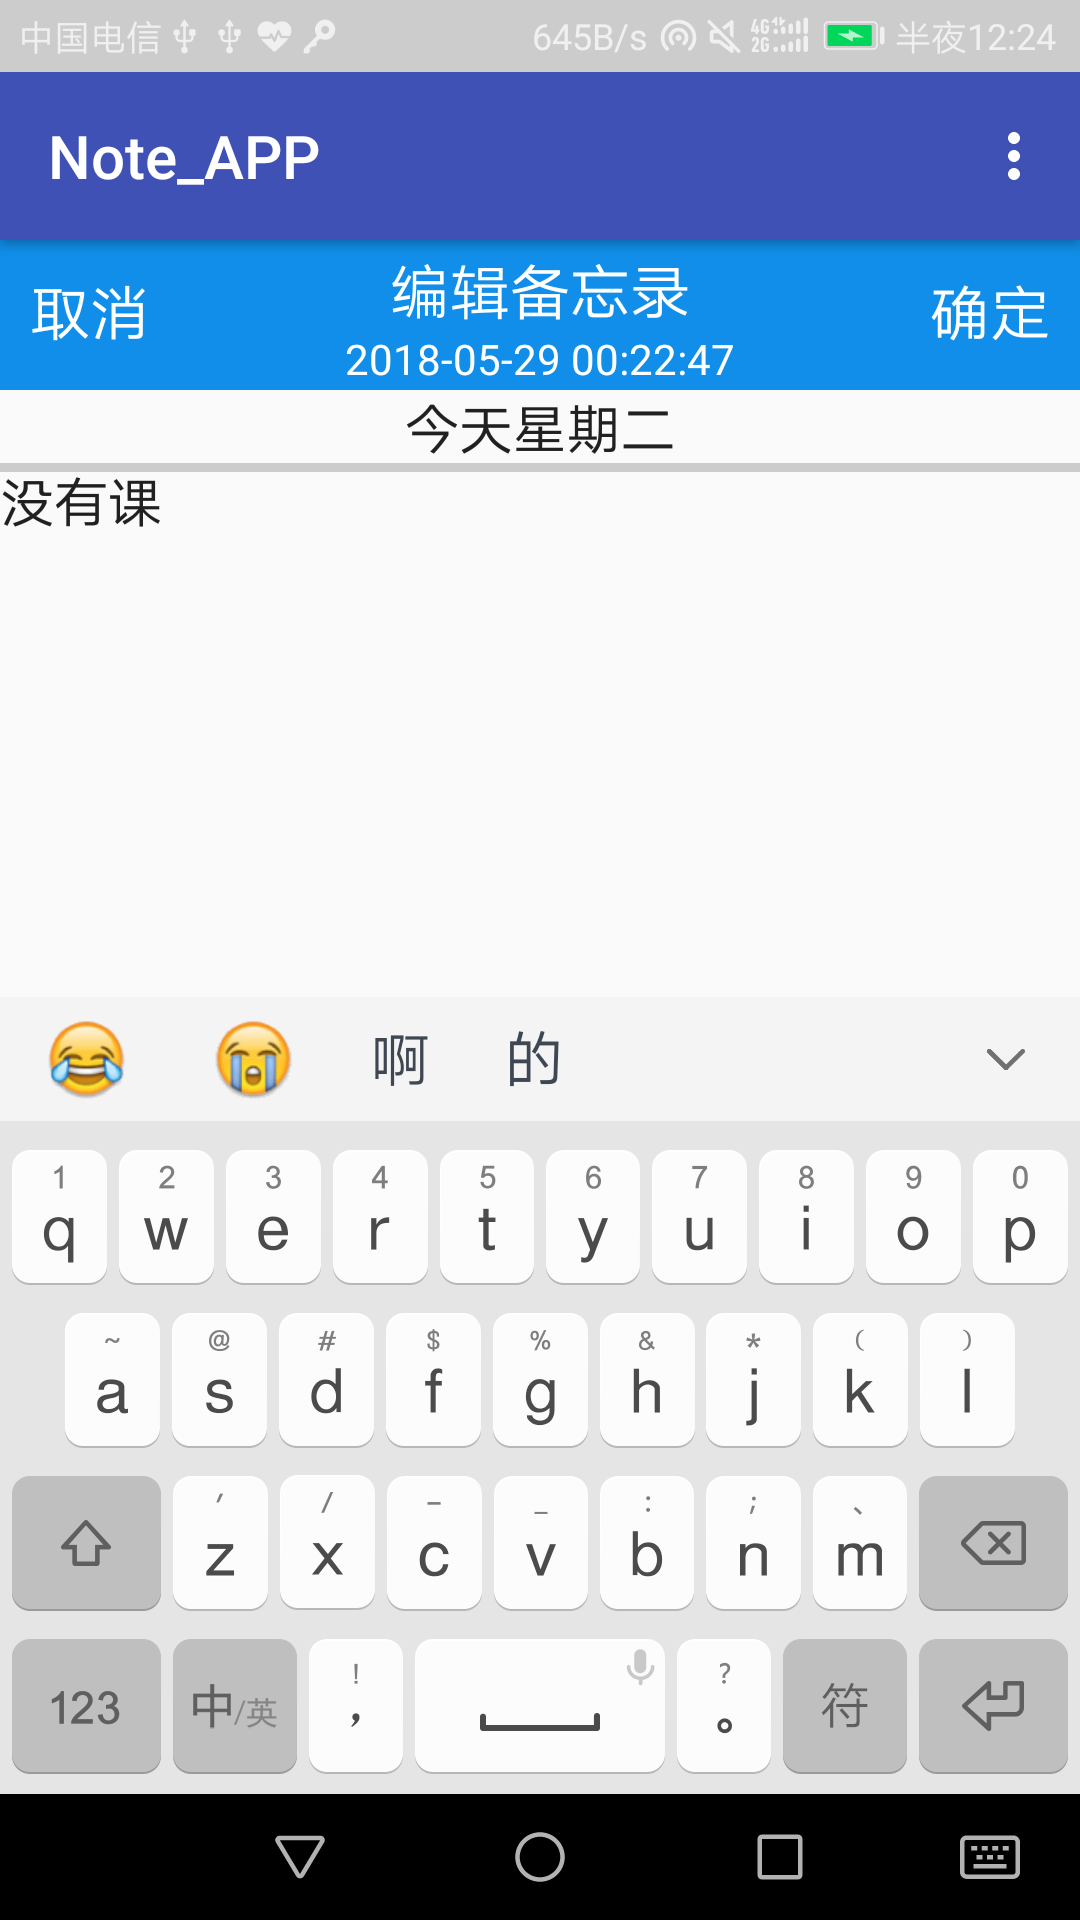 中国电信 645B/s 4G 2G 半夜12:24
Note_APP
取消 编辑备忘录 确定
2018-05-29 00:22:47
今天星期二
没有课
啊 的
1 2 3 4 5 6 7 8 9 0
q w e r t y u i o p
~ @ # $ % & * ( )
a s d f g h j k l
′ / - _ : ; 、
z x c v b n m
! ?
123 中/英 , 。 符